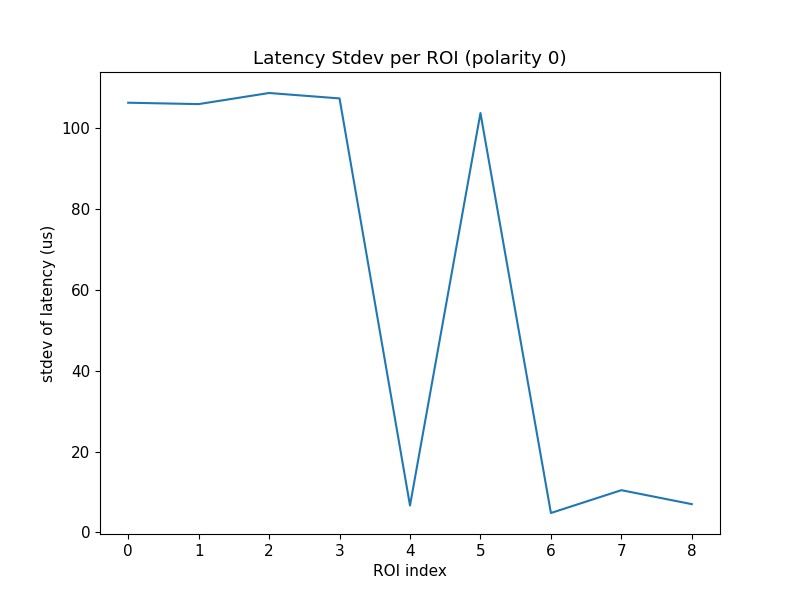 Latency Stdev per ROI (polarity 0)
100
80
60
40
20
0
stdev of latency (us)
0 1 2 3 4 5 6 7 8
ROI index